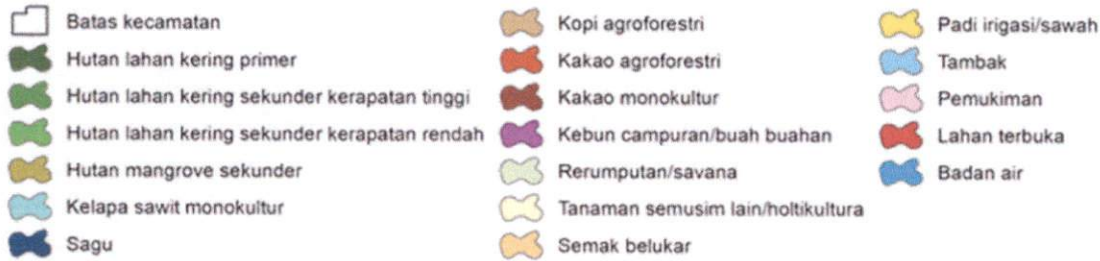 Batas kecamatan
Hutan lahan kering primer
Hutan lahan kering sekunder kerapatan tinggi
Hutan lahan kering sekunder kerapatan rendah
Hutan mangrove sekunder
Kelapa sawit monokultur
Sagu
Kopi agroforestri
Kakao agroforestri
Kakao monokultur
Kebun campuran/buah buahan
Rerumputan/savana
Tanaman semusim lain/holtikultura
Semak belukar
Padi irigasi/sawah
Tambak
Pemukiman
Lahan terbuka
Badan air